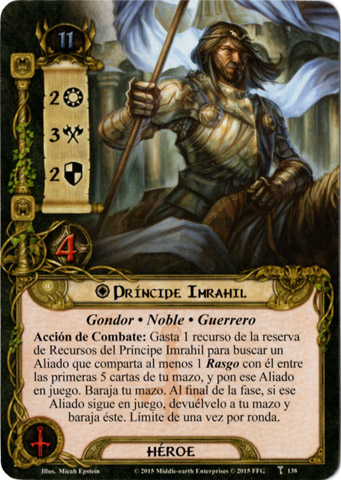 11
2
3
2
4
Príncipe Imrahil
Gondor • Noble • Guerrero
Acción de Combate: Gasta 1 recurso de la reserva
de Recursos del Príncipe Imrahil para buscar un
Aliado que comparta al menos 1 Rasgo con él entre
las primeras 5 cartas de tu mazo, y pon ese Aliado
en juego. Baraja tu mazo. Al final de la fase, si ese
Aliado sigue en juego, devuélvelo a tu mazo y
baraja éste. Límite de una vez por ronda.
HÉROE
Illus. Micah Epstein © 2015 Middle-earth Enterprises © 2015 FFG 138